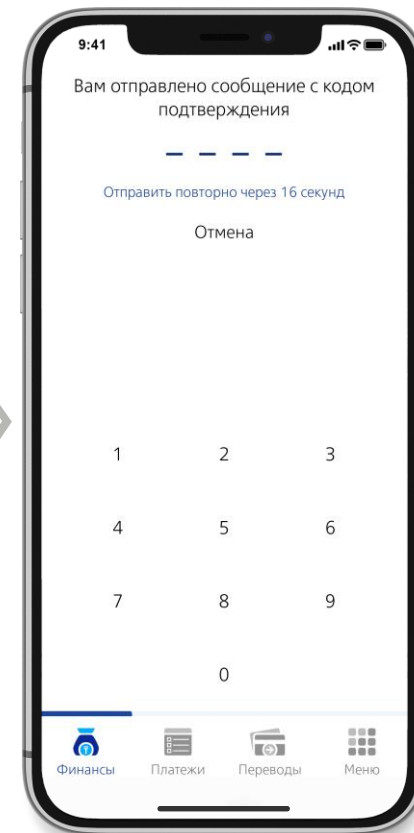 9:41
Вам отправлено сообщение с кодом
подтверждения
Отправить повторно через 16 секунд
Отмена
1 2 3
4 5 6
7 8 9
0
Финансы Платежи Переводы Меню